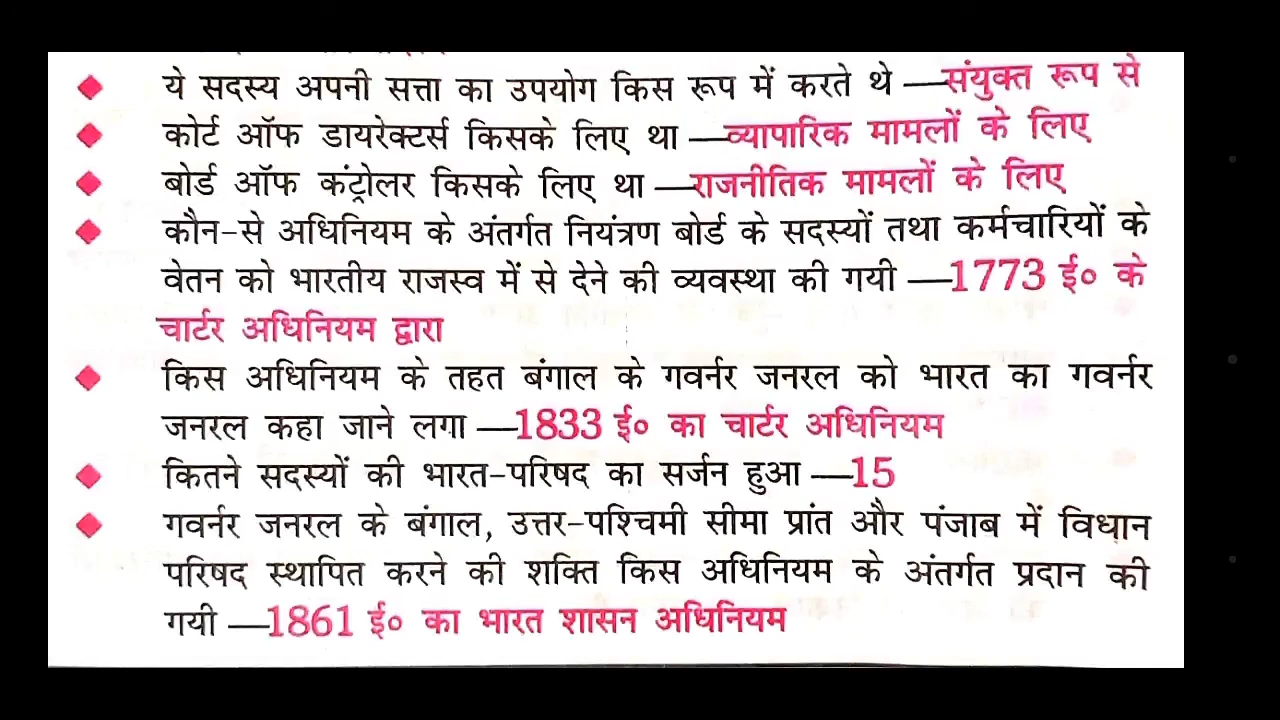 ये सदस्य अपनी सत्ता का उपयोग किस रूप में करते थे —संयुक्त रूप से
कोर्ट ऑफ डायरेक्टर्स किसके लिए था —व्यापारिक मामलों के लिए
बोर्ड ऑफ कंट्रोलर किसके लिए था —राजनीतिक मामलों के लिए
कौन-से अधिनियम के अंतर्गत नियंत्रण बोर्ड के सदस्यों तथा कर्मचारियों के
वेतन को भारतीय राजस्व में से देने की व्यवस्था की गयी —1773 ई० के
चार्टर अधिनियम द्वारा
किस अधिनियम के तहत बंगाल के गवर्नर जनरल को भारत का गवर्नर
जनरल कहा जाने लगा —1833 ई० का चार्टर अधिनियम
कितने सदस्यों की भारत-परिषद का सर्जन हुआ —15
गवर्नर जनरल के बंगाल, उत्तर-पश्चिमी सीमा प्रांत और पंजाब में विधान
परिषद स्थापित करने की शक्ति किस अधिनियम के अंतर्गत प्रदान की
गयी —1861 ई० का भारत शासन अधिनियम